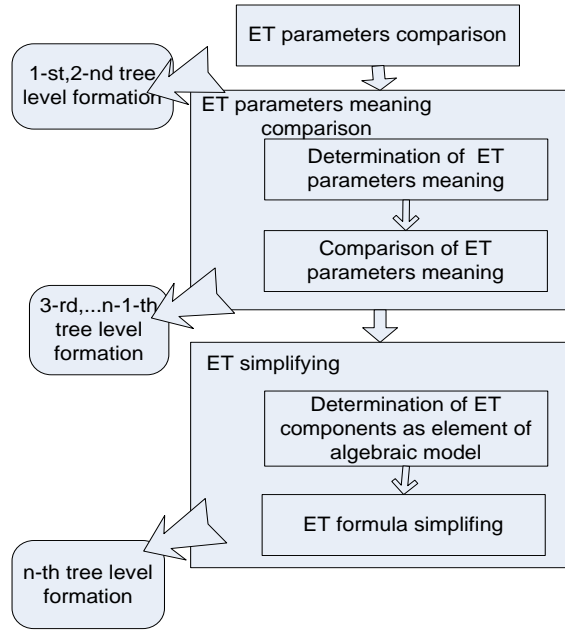 ET parameters comparison
1-st,2-nd tree
level formation
ET parameters meaning
comparison
Determination of ET
parameters meaning
Comparison of ET
parameters meaning
3-rd,...n-1-th
tree level
formation
ET simplifying
Determination of ET
components as element of
algebraic model
ET formula simplifing
n-th tree level
formation